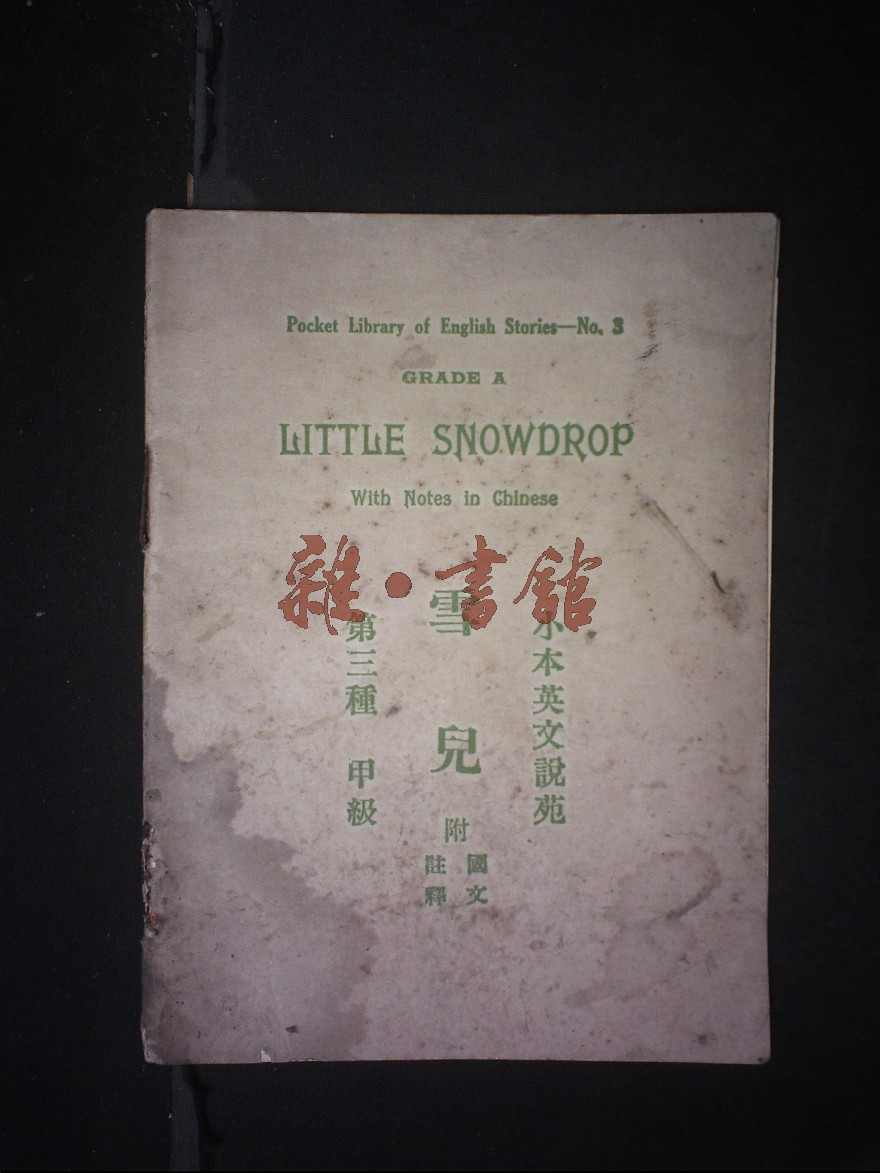 Pocket Library of English Stories—No. 3
GRADE A
LITTLE SNOWDROP
With Notes in Chinese
雜·書館
小本英文說苑
雪兒
附
國文
註釋
第三種 甲級